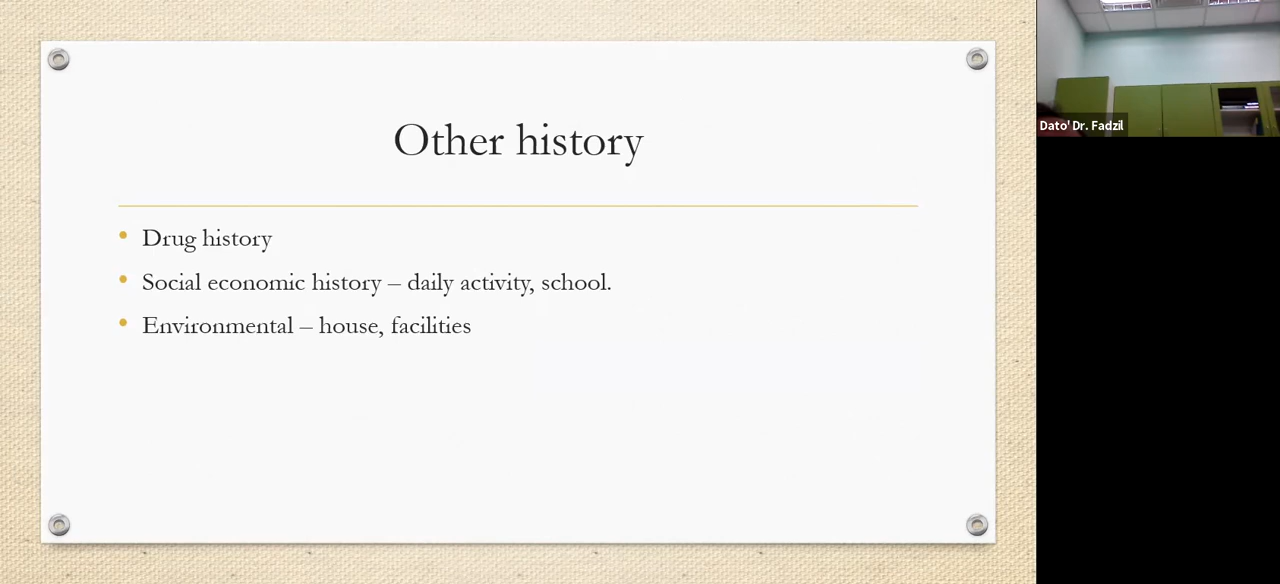 Other history
Drug history
Social economic history – daily activity, school.
Environmental – house, facilities
Dato' Dr. Fadzil